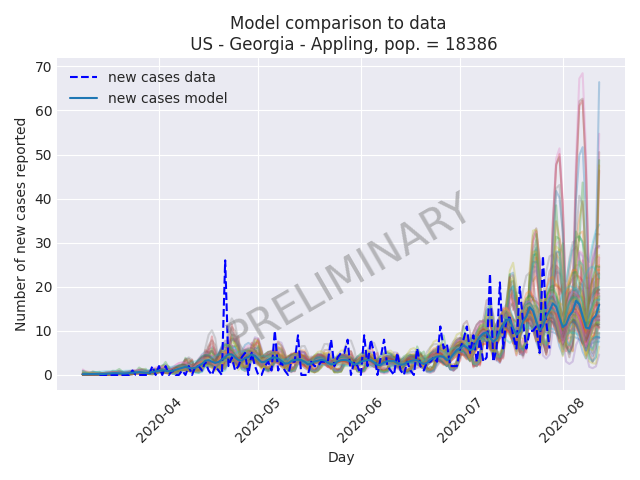 Model comparison to data
US - Georgia - Appling, pop. = 18386
new cases data
new cases model
PRELIMINARY
Number of new cases reported
70
60
50
40
30
20
10
0
2020-04
2020-05
2020-06
2020-07
2020-08
Day